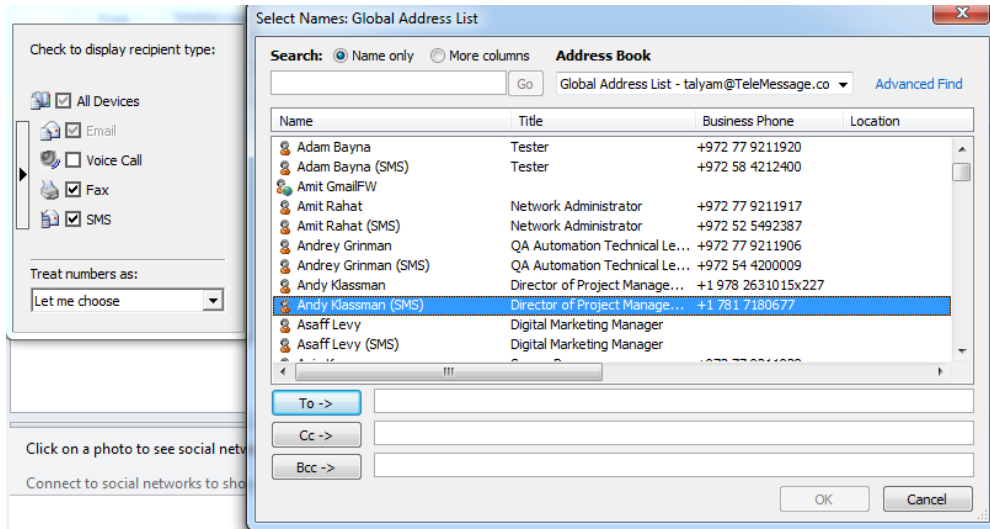 Check to display recipient type:
All Devices
Email
Voice Call
Fax
SMS
Treat numbers as:
Let me choose
Click on a photo to see social netw
Connect to social networks to sho
Select Names: Global Address List
Search: Name only More columns Address Book
Go Global Address List - talyam@TeleMessage.co Advanced Find
Name Title Business Phone Location
Adam Bayna Tester +972 77 9211920
Adam Bayna (SMS) Tester +972 58 4212400
Amit GmailFW
Amit Rahat Network Administrator +972 77 9211917
Amit Rahat (SMS) Network Administrator +972 52 5492387
Andrey Grinman QA Automation Technical Le... +972 77 9211906
Andrey Grinman (SMS) QA Automation Technical Le... +972 54 4200009
Andy Klassman Director of Project Manage... +1 978 2631015x227
Andy Klassman (SMS) Director of Project Manage... +1 781 7180677
Asaff Levy Digital Marketing Manager
Asaff Levy (SMS) Digital Marketing Manager
To ->
Cc ->
Bcc ->
OK Cancel